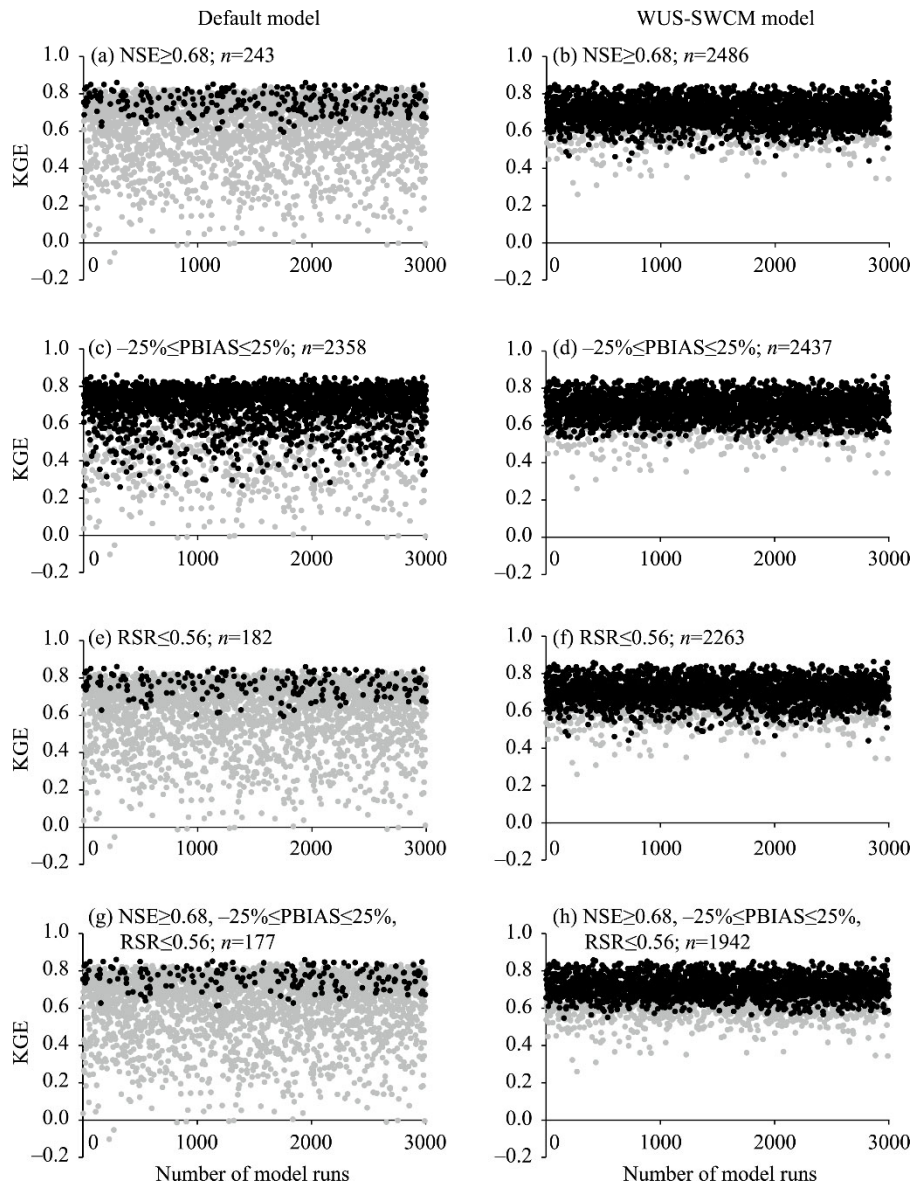 Default model
WUS-SWCM model
(a) NSE≥0.68; n=243
1.0
0.8
0.6
0.4
0.2
0.0
–0.2
KGE
0 1000 2000 3000
(b) NSE≥0.68; n=2486
1.0
0.8
0.6
0.4
0.2
0.0
–0.2
0 1000 2000 3000
(c) –25%≤PBIAS≤25%; n=2358
1.0
0.8
0.6
0.4
0.2
0.0
–0.2
KGE
0 1000 2000 3000
(d) –25%≤PBIAS≤25%; n=2437
1.0
0.8
0.6
0.4
0.2
0.0
–0.2
0 1000 2000 3000
(e) RSR≤0.56; n=182
1.0
0.8
0.6
0.4
0.2
0.0
–0.2
KGE
0 1000 2000 3000
(f) RSR≤0.56; n=2263
1.0
0.8
0.6
0.4
0.2
0.0
–0.2
0 1000 2000 3000
(g) NSE≥0.68, –25%≤PBIAS≤25%,
RSR≤0.56; n=177
1.0
0.8
0.6
0.4
0.2
0.0
–0.2
KGE
0 1000 2000 3000
Number of model runs
(h) NSE≥0.68, –25%≤PBIAS≤25%,
RSR≤0.56; n=1942
1.0
0.8
0.6
0.4
0.2
0.0
–0.2
0 1000 2000 3000
Number of model runs